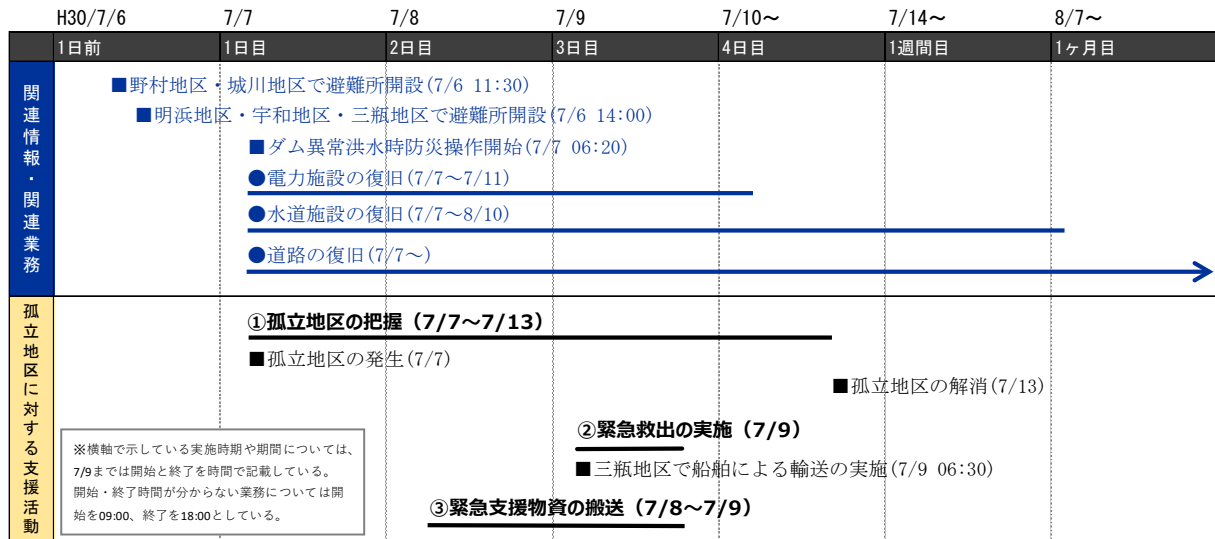 H30/7/6 7/7 7/8 7/9 7/10～ 7/14～ 8/7～
1日前 1日目 2日目 3日目 4日目 1週間目 1ヶ月目
関連情報・関連業務
■野村地区・城川地区で避難所開設(7/6 11:30)
■明浜地区・宇和地区・三瓶地区で避難所開設(7/6 14:00)
■ダム異常洪水時防災操作開始(7/7 06:20)
●電力施設の復旧(7/7～7/11)
●水道施設の復旧(7/7～8/10)
●道路の復旧(7/7～)
孤立地区に対する支援活動
①孤立地区の把握（7/7～7/13）
■孤立地区の発生(7/7)
■孤立地区の解消(7/13)
②緊急救出の実施（7/9）
■三瓶地区で船舶による輸送の実施(7/9 06:30)
③緊急支援物資の搬送（7/8～7/9）
※横軸で示している実施時期や期間については、
7/9までは開始と終了を時間で記載している。
開始・終了時間が分からない業務については開
始を09:00、終了を18:00としている。